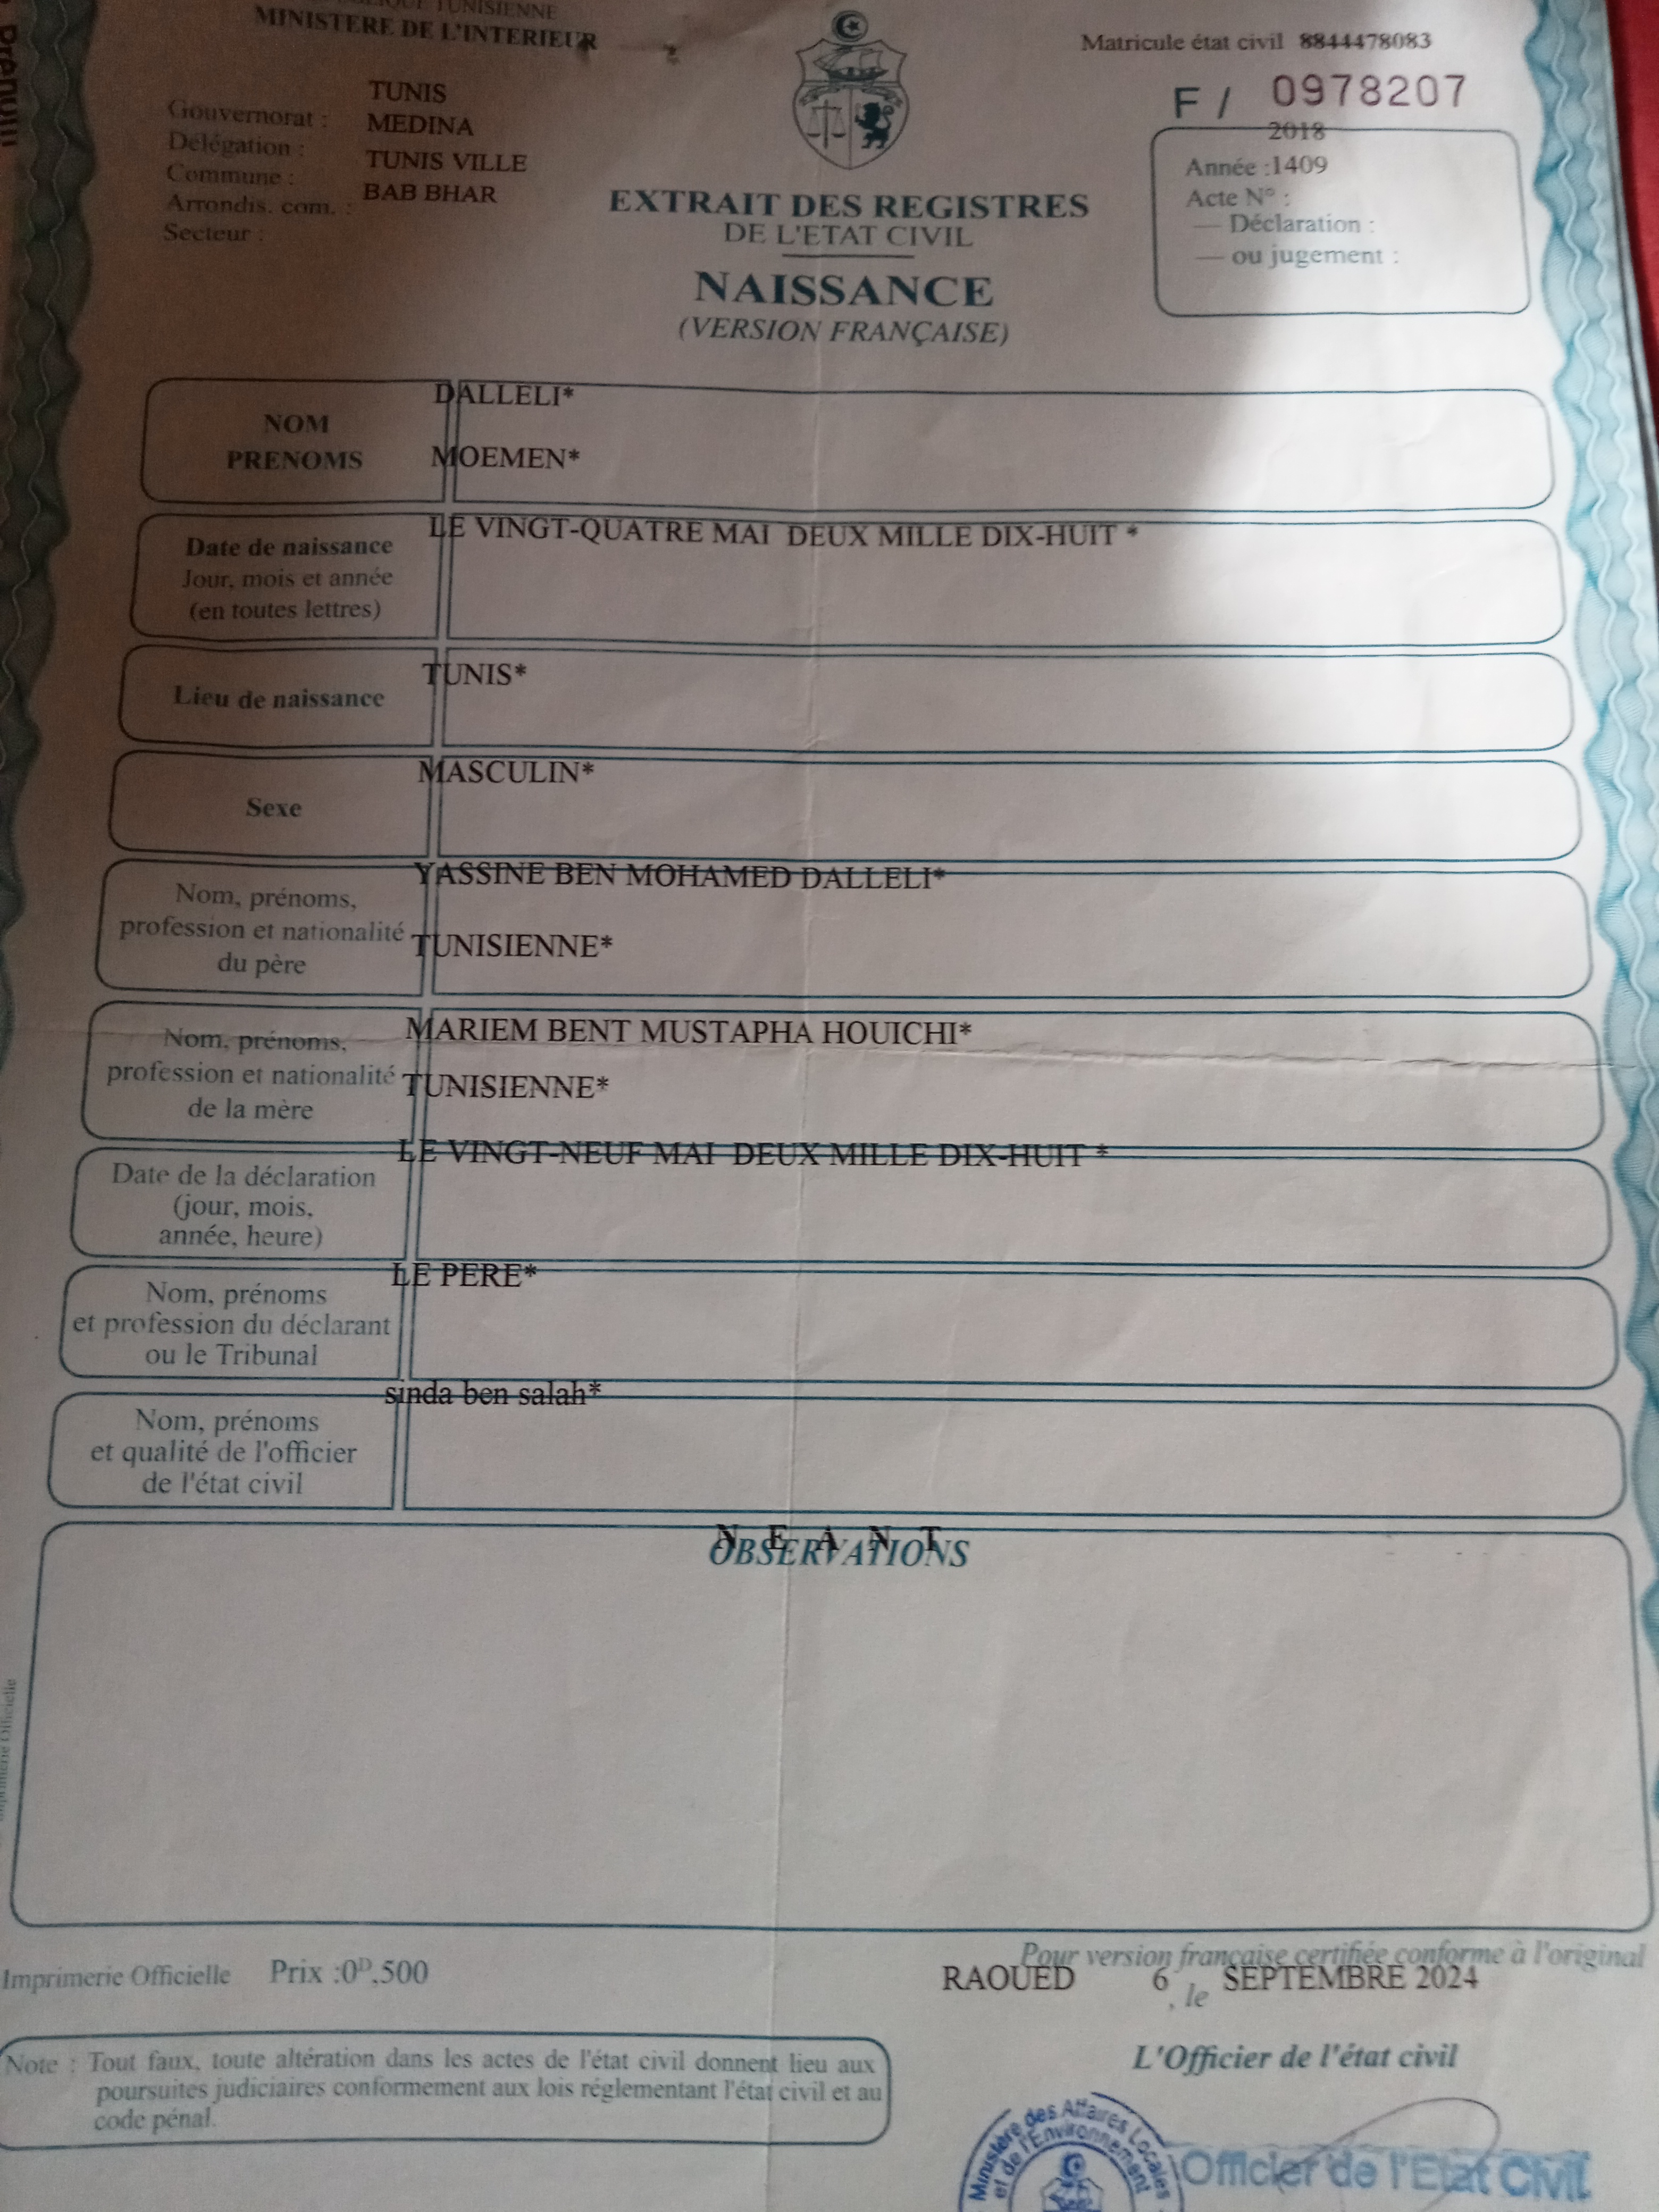 TUNISIENNE
MINISTERE DE L'INTERIEUR
Matricule état civil 8844478083
F / 0978207
Gouvernorat : TUNIS
Délégation : MEDINA
Commune : TUNIS VILLE
Arrondis. com. : BAB BHAR
Secteur :
2018
Année :1409
Acte N° :
— Déclaration :
— ou jugement :
EXTRAIT DES REGISTRES
DE L'ETAT CIVIL
NAISSANCE
(VERSION FRANÇAISE)
NOM
PRENOMS
DALLELI*
MOEMEN*
Date de naissance
Jour, mois et année
(en toutes lettres)
LE VINGT-QUATRE MAI DEUX MILLE DIX-HUIT *
Lieu de naissance
TUNIS*
Sexe
MASCULIN*
Nom, prénoms,
profession et nationalité
du père
YASSINE BEN MOHAMED DALLELI*
TUNISIENNE*
Nom, prénoms,
profession et nationalité
de la mère
MARIEM BENT MUSTAPHA HOUICHI*
TUNISIENNE*
Date de la déclaration
(jour, mois,
année, heure)
LE VINGT-NEUF MAI DEUX MILLE DIX-HUIT *
Nom, prénoms
et profession du déclarant
ou le Tribunal
LE PERE*
Nom, prénoms
et qualité de l'officier
de l'état civil
sinda ben salah*
N E A N T
OBSERVATIONS
Imprimerie Officielle Prix :0ᴰ,500
Pour version française certifiée conforme à l'original
RAOUED 6 , le SEPTEMBRE 2024
L'Officier de l'état civil
Note : Tout faux, toute altération dans les actes de l'état civil donnent lieu aux
poursuites judiciaires conformement aux lois réglementant l'état civil et au
code pénal.
Ministère des Affaires Locales
et de l'Environnement
Officier de l'Etat Civil